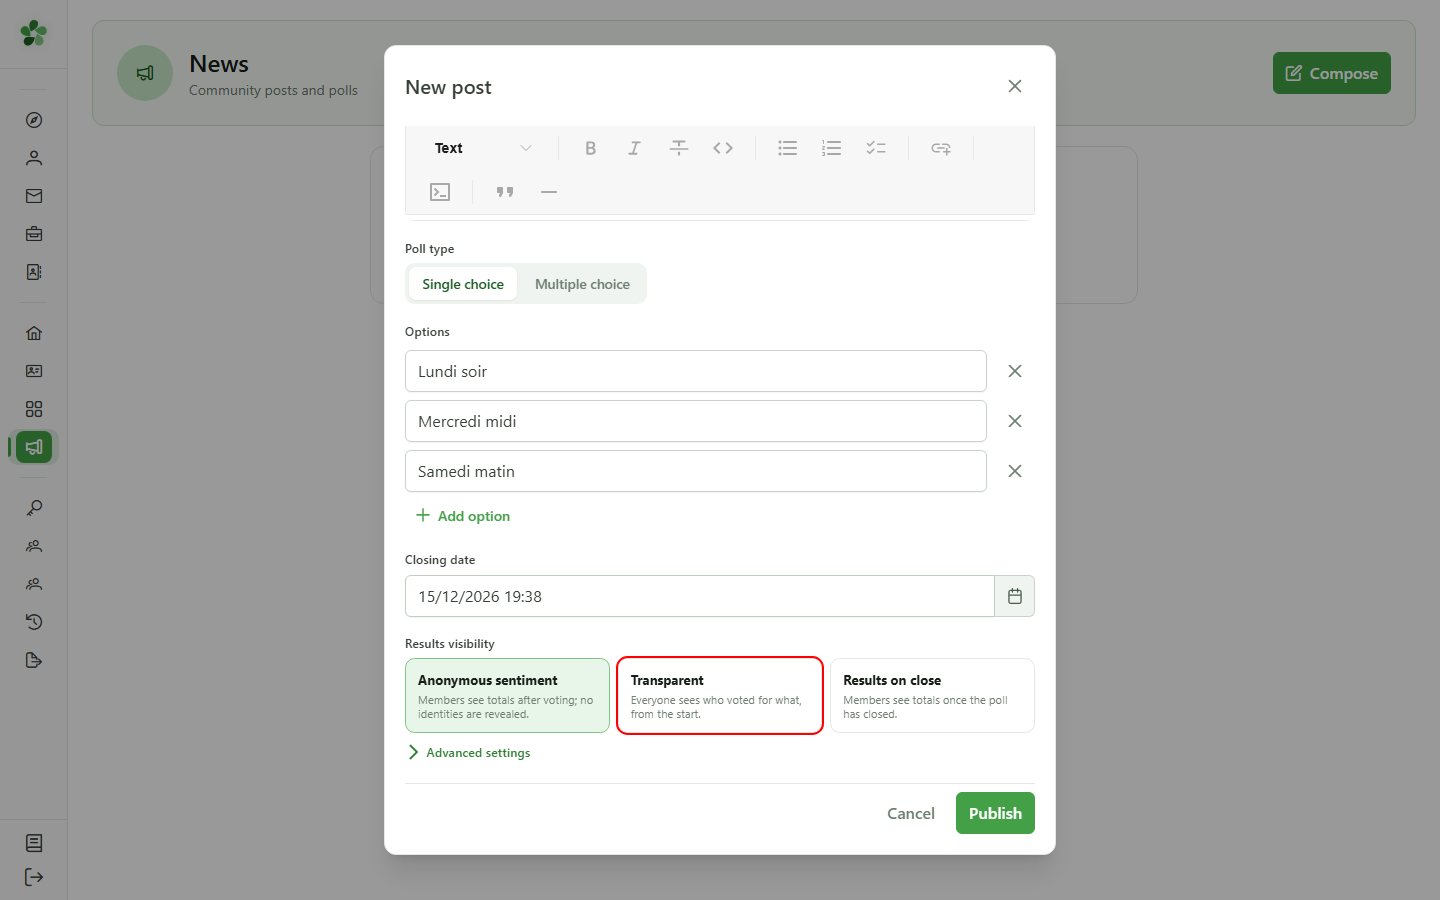 News
Community posts and polls
Compose
New post
Text
Poll type
Single choice
Multiple choice
Options
Lundi soir
Mercredi midi
Samedi matin
Add option
Closing date
15/12/2026 19:38
Results visibility
Anonymous sentiment
Members see totals after voting; no
identities are revealed.
Transparent
Everyone sees who voted for what,
from the start.
Results on close
Members see totals once the poll
has closed.
Advanced settings
Cancel
Publish